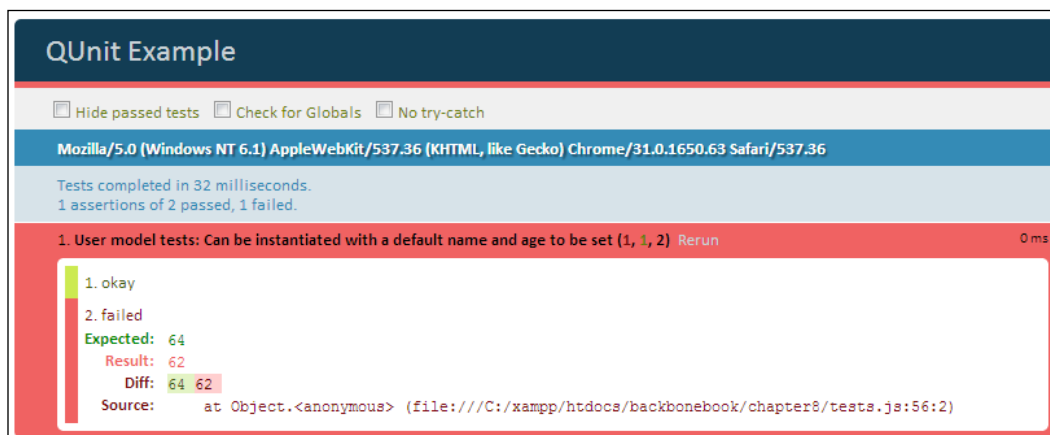 QUnit Example
Hide passed tests Check for Globals No try-catch
Mozilla/5.0 (Windows NT 6.1) AppleWebKit/537.36 (KHTML, like Gecko) Chrome/31.0.1650.63 Safari/537.36
Tests completed in 32 milliseconds.
1 assertions of 2 passed, 1 failed.
1. User model tests: Can be instantiated with a default name and age to be set (1, 1, 2) Rerun 0 ms
1. okay
2. failed
Expected: 64
Result: 62
Diff: 64 62
Source: at Object.<anonymous> (file:///C:/xampp/htdocs/backbonebook/chapter8/tests.js:56:2)